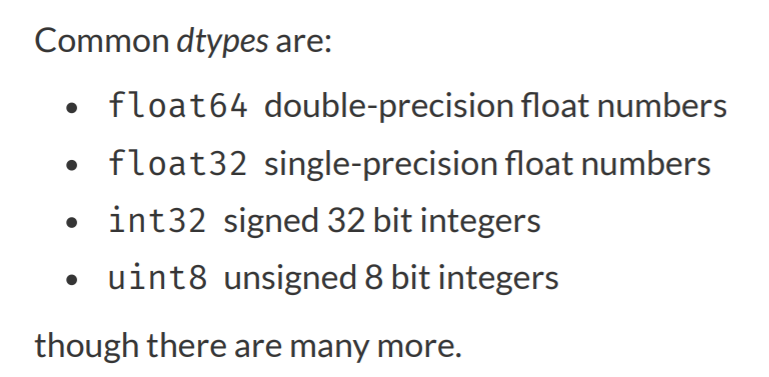 Common dtypes are:
float64 double-precision float numbers
float32 single-precision float numbers
int32 signed 32 bit integers
uint8 unsigned 8 bit integers
though there are many more.